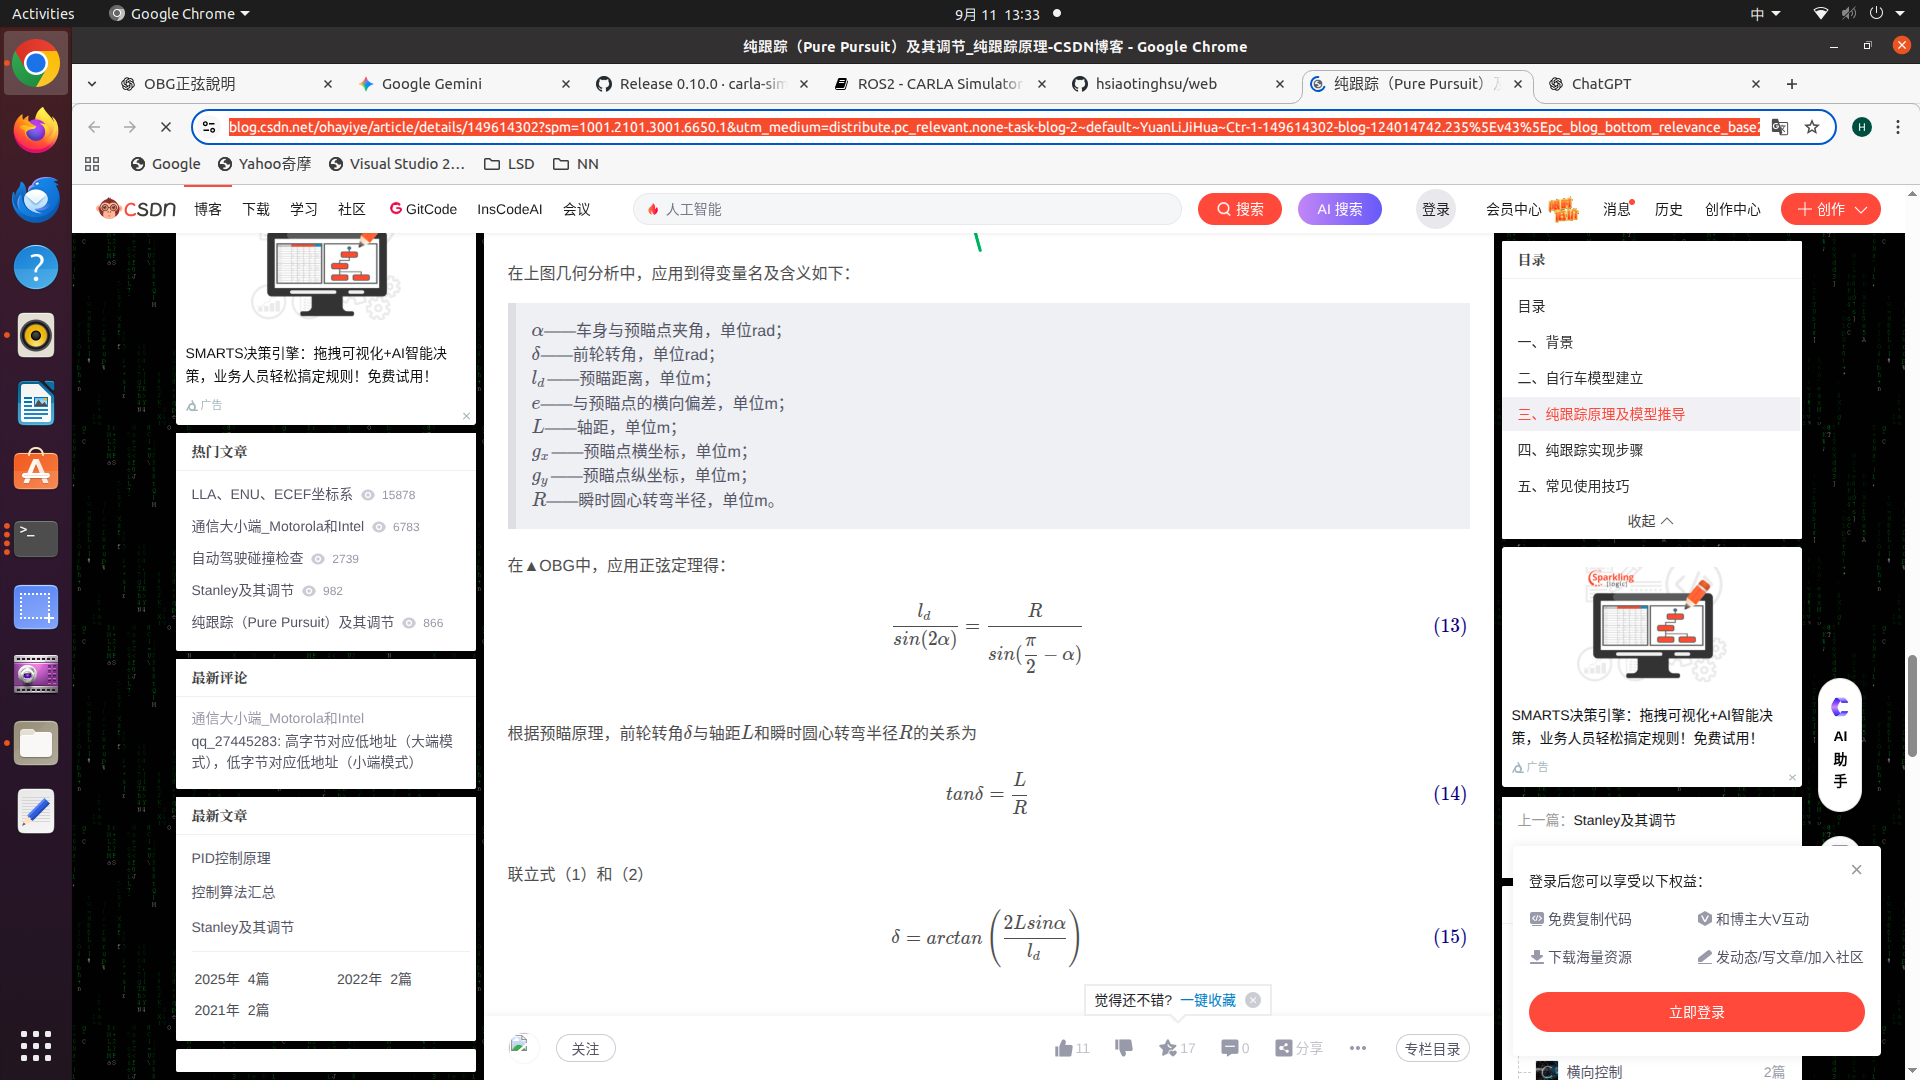 Activities
Google Chrome
9月 11 13:33
中
纯跟踪（Pure Pursuit）及其调节_纯跟踪原理-CSDN博客 - Google Chrome
OBG正弦說明
Google Gemini
Release 0.10.0 · carla-sim
ROS2 - CARLA Simulator
hsiaotinghsu/web
纯跟踪（Pure Pursuit）及
ChatGPT
blog.csdn.net/ohayiye/article/details/149614302?spm=1001.2101.3001.6650.1&utm_medium=distribute.pc_relevant.none-task-blog-2~default~YuanLiJiHua~Ctr-1-149614302-blog-124014742.235%5Ev43%5Epc_blog_bottom_relevance_base2
H
Google
Yahoo奇摩
Visual Studio 2…
LSD
NN
CSDN
博客
下载
学习
社区
GitCode
InsCodeAI
会议
人工智能
搜索
AI 搜索
登录
会员中心
消息
历史
创作中心
创作
SMARTS决策引擎：拖拽可视化+AI智能决
策，业务人员轻松搞定规则！免费试用！
广告
热门文章
LLA、ENU、ECEF坐标系 15878
通信大小端_Motorola和Intel 6783
自动驾驶碰撞检查 2739
Stanley及其调节 982
纯跟踪（Pure Pursuit）及其调节 866
最新评论
通信大小端_Motorola和Intel
qq_27445283: 高字节对应低地址（大端模
式），低字节对应低地址（小端模式）
最新文章
PID控制原理
控制算法汇总
Stanley及其调节
2025年 4篇
2022年 2篇
2021年 2篇
在上图几何分析中，应用到得变量名及含义如下：
α——车身与预瞄点夹角，单位rad；
δ——前轮转角，单位rad；
l_d——预瞄距离，单位m；
e——与预瞄点的横向偏差，单位m；
L——轴距，单位m；
g_x——预瞄点横坐标，单位m；
g_y——预瞄点纵坐标，单位m；
R——瞬时圆心转弯半径，单位m。
在▲OBG中，应用正弦定理得：
l_d / sin(2α) = R / sin(π/2 − α) (13)
根据预瞄原理，前轮转角δ与轴距L和瞬时圆心转弯半径R的关系为
tanδ = L / R (14)
联立式（1）和（2）
δ = arctan (2Lsinα / l_d) (15)
觉得还不错? 一键收藏
关注
11
17
0
分享
专栏目录
目录
目录
一、背景
二、自行车模型建立
三、纯跟踪原理及模型推导
四、纯跟踪实现步骤
五、常见使用技巧
收起
Sparkling
[logic]
SMARTS决策引擎：拖拽可视化+AI智能决
策，业务人员轻松搞定规则！免费试用！
广告
上一篇：Stanley及其调节
AI
助
手
登录后您可以享受以下权益：
免费复制代码
和博主大V互动
下载海量资源
发动态/写文章/加入社区
立即登录
横向控制 2篇